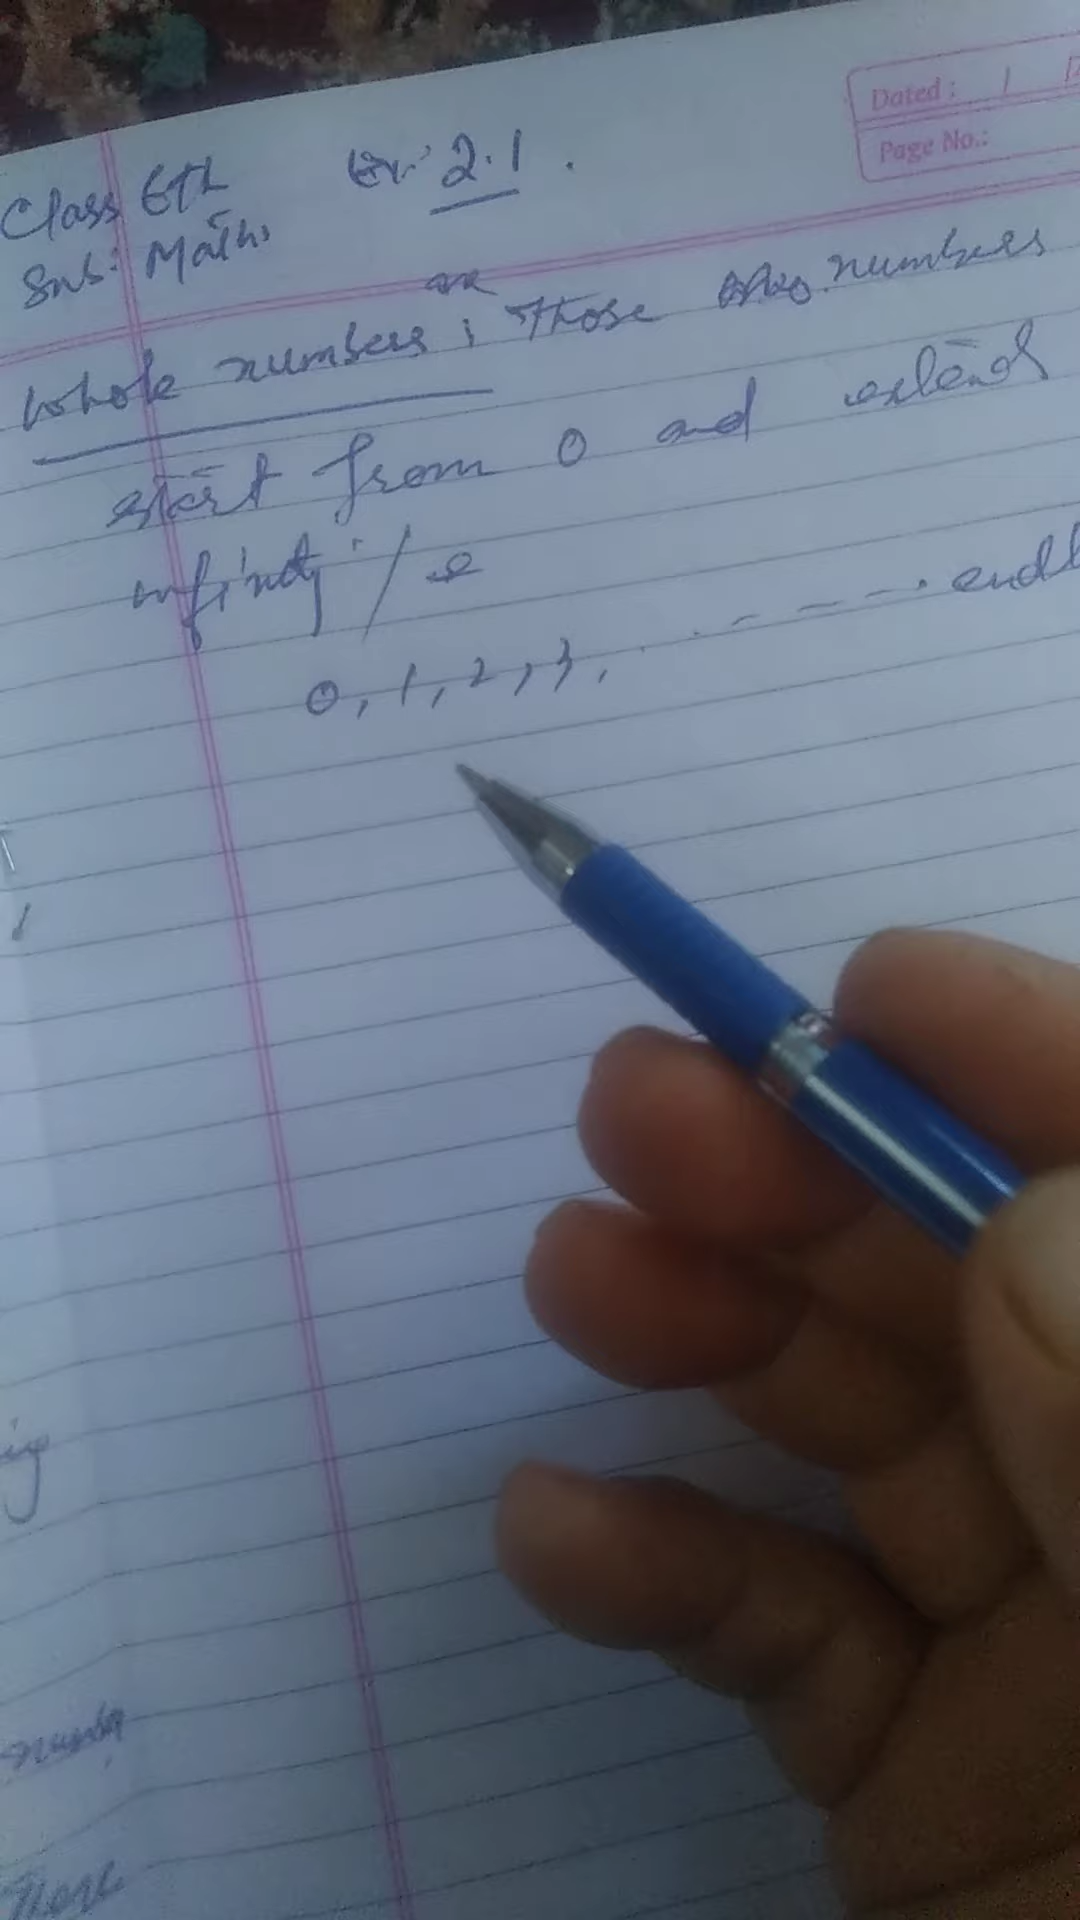 Dated:
Page No.:
Class 6th Ex: 2.1.
Sub: Maths
are
Whole numbers: Those numbers
start from 0 and extend
infinity / e
0, 1, 2, 3, . . - - - - . endl